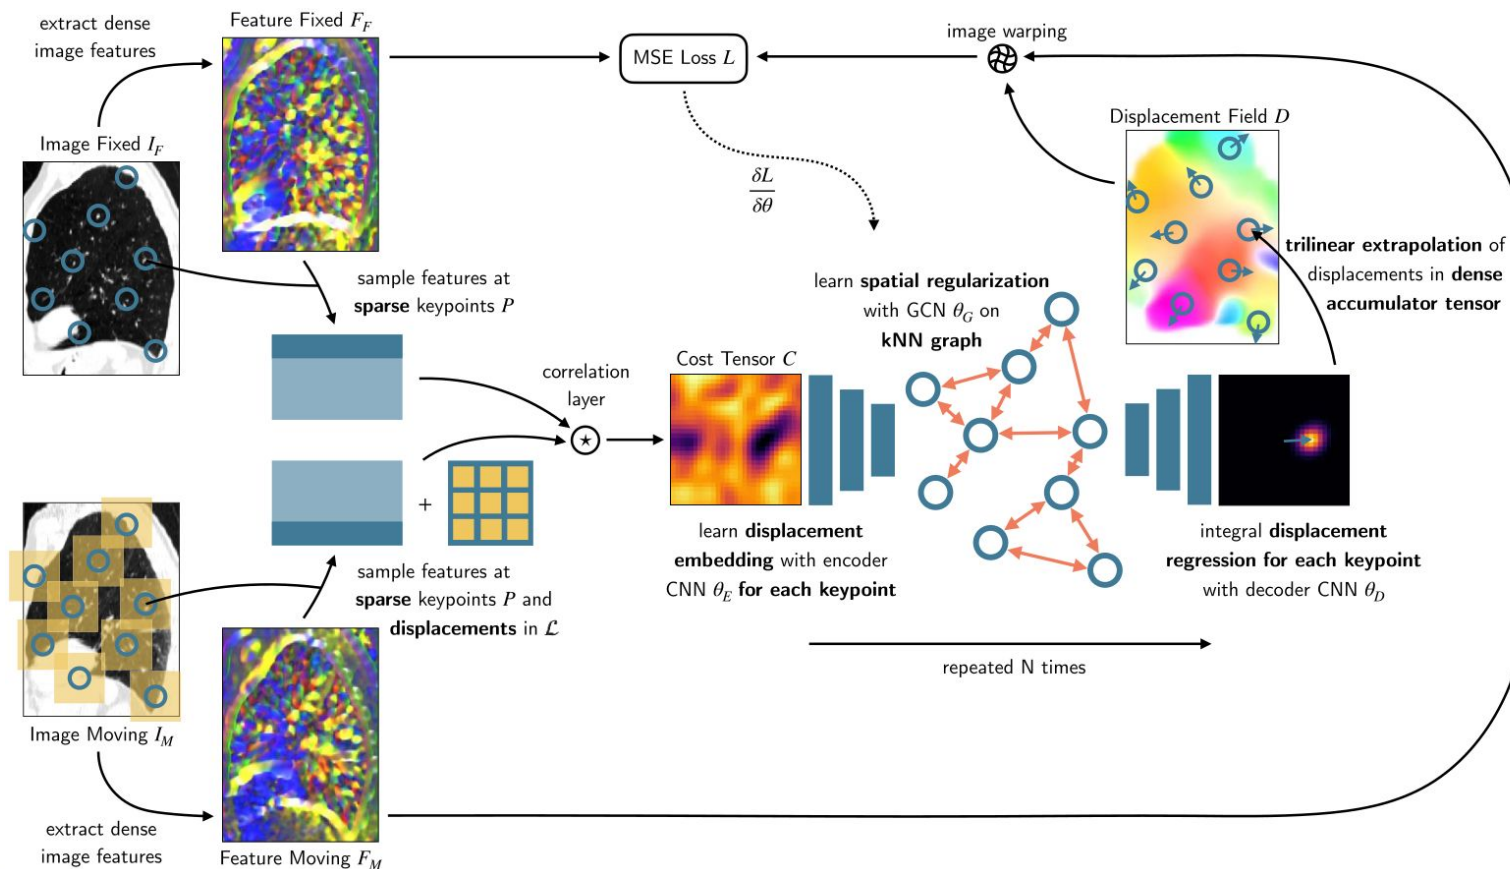 extract dense
image features
Feature Fixed F_F
MSE Loss L
image warping
Image Fixed I_F
Displacement Field D
δL
δθ
sample features at
sparse keypoints P
learn spatial regularization
with GCN θ_G on
kNN graph
trilinear extrapolation of
displacements in dense
accumulator tensor
correlation
layer
Cost Tensor C
+
learn displacement
embedding with encoder
CNN θ_E for each keypoint
integral displacement
regression for each keypoint
with decoder CNN θ_D
sample features at
sparse keypoints P and
displacements in ℒ
repeated N times
Image Moving I_M
extract dense
image features
Feature Moving F_M